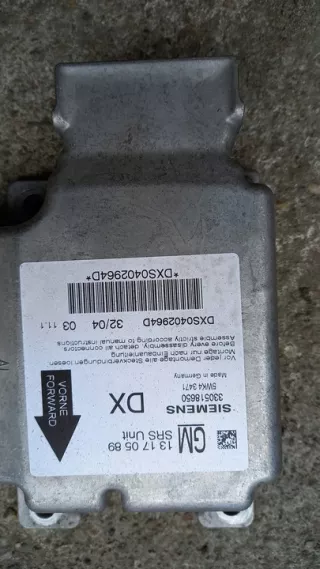 GM 13 17 05 89
SRS Unit
SIEMENS
330518650
5WK4 3471
Made in Germany
DX
VORNE
FORWARD
Vor jeder Demontage alle Steckverbindungen lösen
Montage nur nach Einbauanleitung
Before every disassembly, detach all connectors
Assemble strictly according to manual instructions
DXS0402964D 32/04 03 11.1
*DXS0402964D*